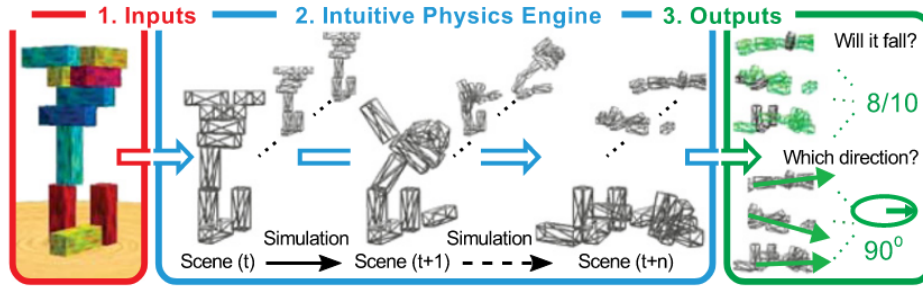 1. Inputs
2. Intuitive Physics Engine
3. Outputs
Will it fall?
8/10
Which direction?
90°
Simulation
Simulation
Scene (t)
Scene (t+1)
Scene (t+n)